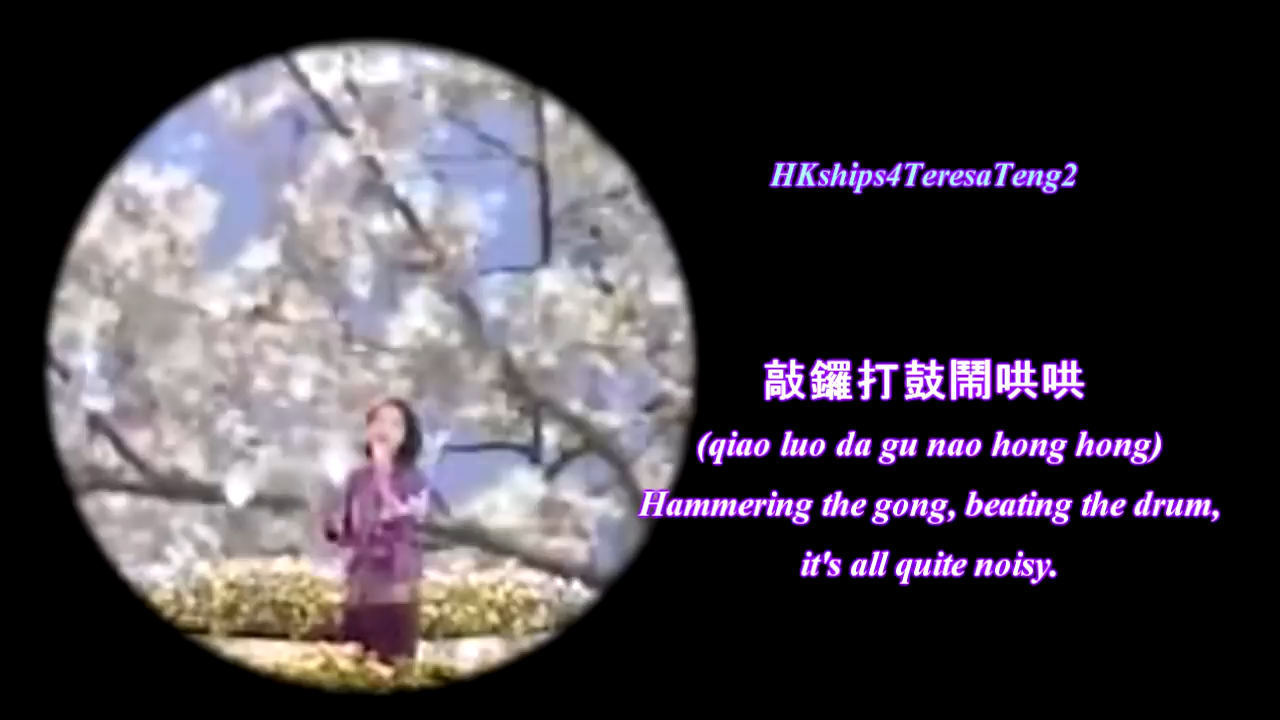 HKships4TeresaTeng2
敲鑼打鼓鬧哄哄
(qiao luo da gu nao hong hong)
Hammering the gong, beating the drum,
it's all quite noisy.